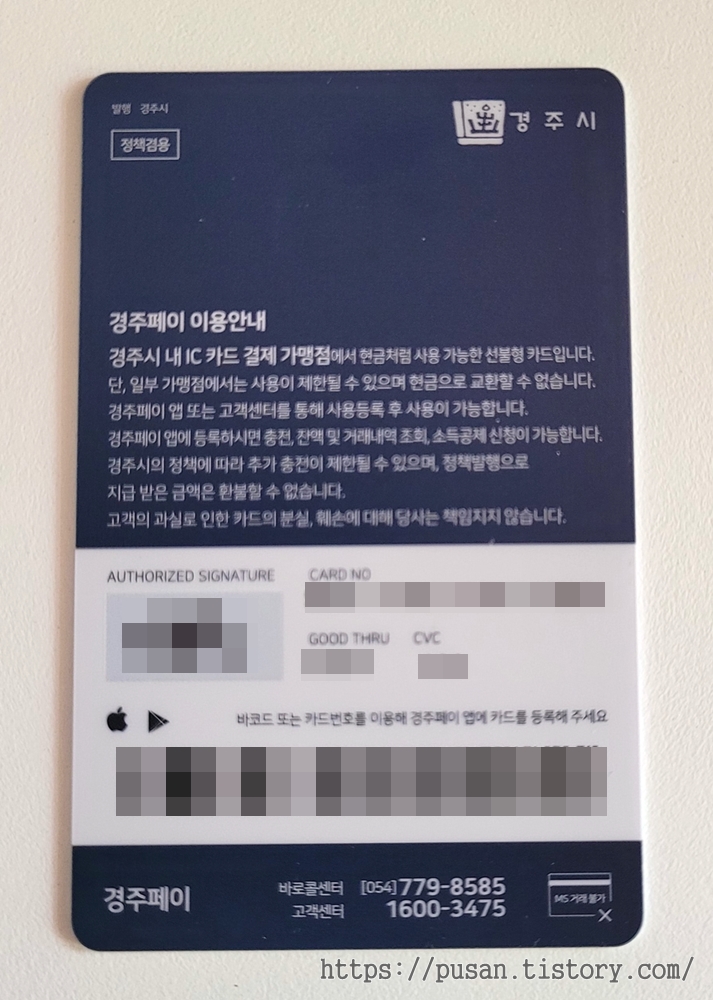 발행 경주시
정책겸용
경주시
경주페이 이용안내
경주시 내 IC 카드 결제 가맹점에서 현금처럼 사용 가능한 선불형 카드입니다.
단, 일부 가맹점에서는 사용이 제한될 수 있으며 현금으로 교환할 수 없습니다.
경주페이 앱 또는 고객센터를 통해 사용등록 후 사용이 가능합니다.
경주페이 앱에 등록하시면 충전, 잔액 및 거래내역 조회, 소득공제 신청이 가능합니다.
경주시의 정책에 따라 추가 충전이 제한될 수 있으며, 정책발행으로
지급 받은 금액은 환불할 수 없습니다.
고객의 과실로 인한 카드의 분실, 훼손에 대해 당사는 책임지지 않습니다.
AUTHORIZED SIGNATURE
CARD NO
GOOD THRU CVC
바코드 또는 카드번호를 이용해 경주페이 앱에 카드를 등록해 주세요
경주페이
바로콜센터 [054] 779-8585
고객센터 1600-3475
MS 거래 불가
https://pusan.tistory.com/